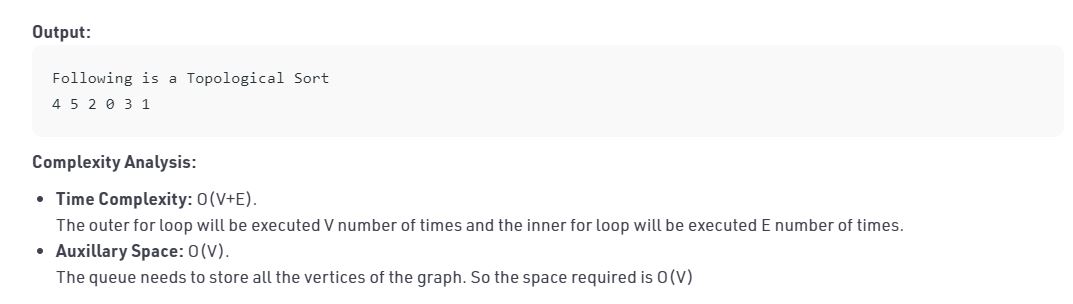 Output:
Following is a Topological Sort
4 5 2 0 3 1
Complexity Analysis:
• Time Complexity: O(V+E).
The outer for loop will be executed V number of times and the inner for loop will be executed E number of times.
• Auxillary Space: O(V).
The queue needs to store all the vertices of the graph. So the space required is O(V)